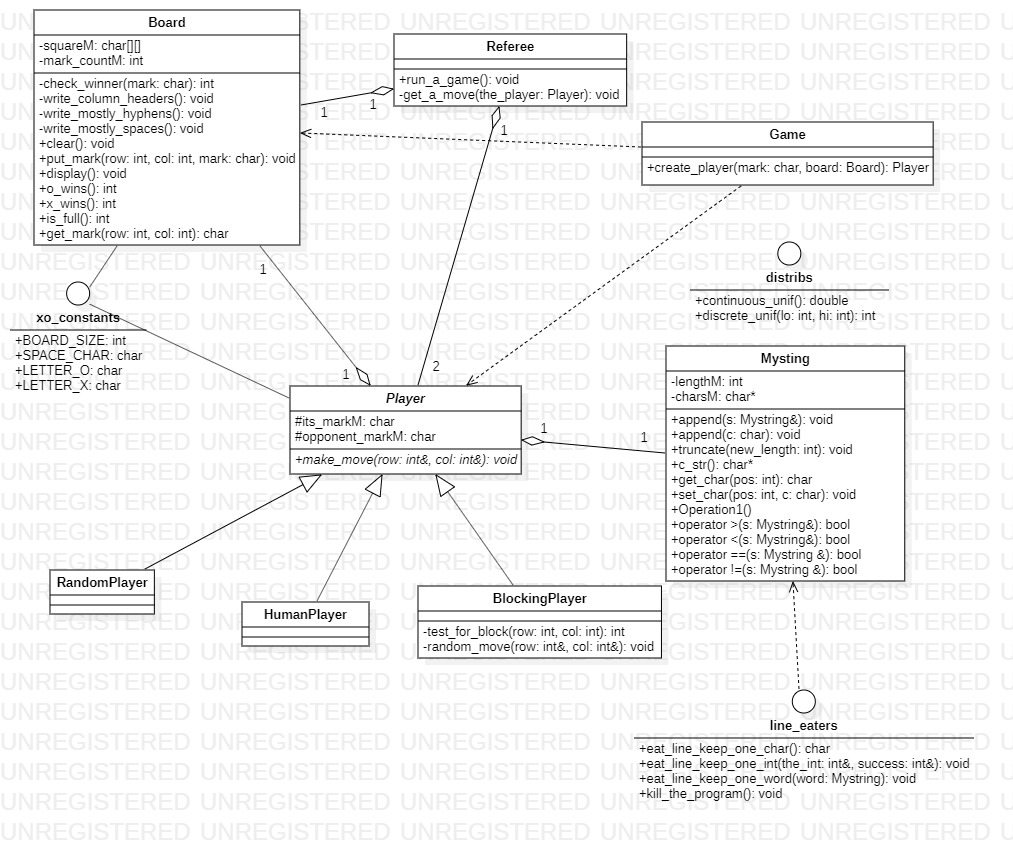 Board
-squareM: char[][]
-mark_countM: int
-check_winner(mark: char): int
-write_column_headers(): void
-write_mostly_hyphens(): void
-write_mostly_spaces(): void
+clear(): void
+put_mark(row: int, col: int, mark: char): void
+display(): void
+o_wins(): int
+x_wins(): int
+is_full(): int
+get_mark(row: int, col: int): char
Referee
+run_a_game(): void
-get_a_move(the_player: Player): void
1
1
1
Game
+create_player(mark: char, board: Board): Player
1
xo_constants
+BOARD_SIZE: int
+SPACE_CHAR: char
+LETTER_O: char
+LETTER_X: char
distribs
+continuous_unif(): double
+discrete_unif(lo: int, hi: int): int
1
2
Player
#its_markM: char
#opponent_markM: char
+make_move(row: int&, col: int&): void
1
1
Mysting
-lengthM: int
-charsM: char*
+append(s: Mystring&): void
+append(c: char): void
+truncate(new_length: int): void
+c_str(): char*
+get_char(pos: int): char
+set_char(pos: int, c: char): void
+Operation1()
+operator >(s: Mystring&): bool
+operator <(s: Mystring&): bool
+operator ==(s: Mystring &): bool
+operator !=(s: Mystring &): bool
RandomPlayer
HumanPlayer
BlockingPlayer
-test_for_block(row: int, col: int): int
-random_move(row: int&, col: int&): void
line_eaters
+eat_line_keep_one_char(): char
+eat_line_keep_one_int(the_int: int&, success: int&): void
+eat_line_keep_one_word(word: Mystring): void
+kill_the_program(): void
UNREGISTERED UNREGISTERED UNREGISTERED UNREGISTERED UNREGISTERED